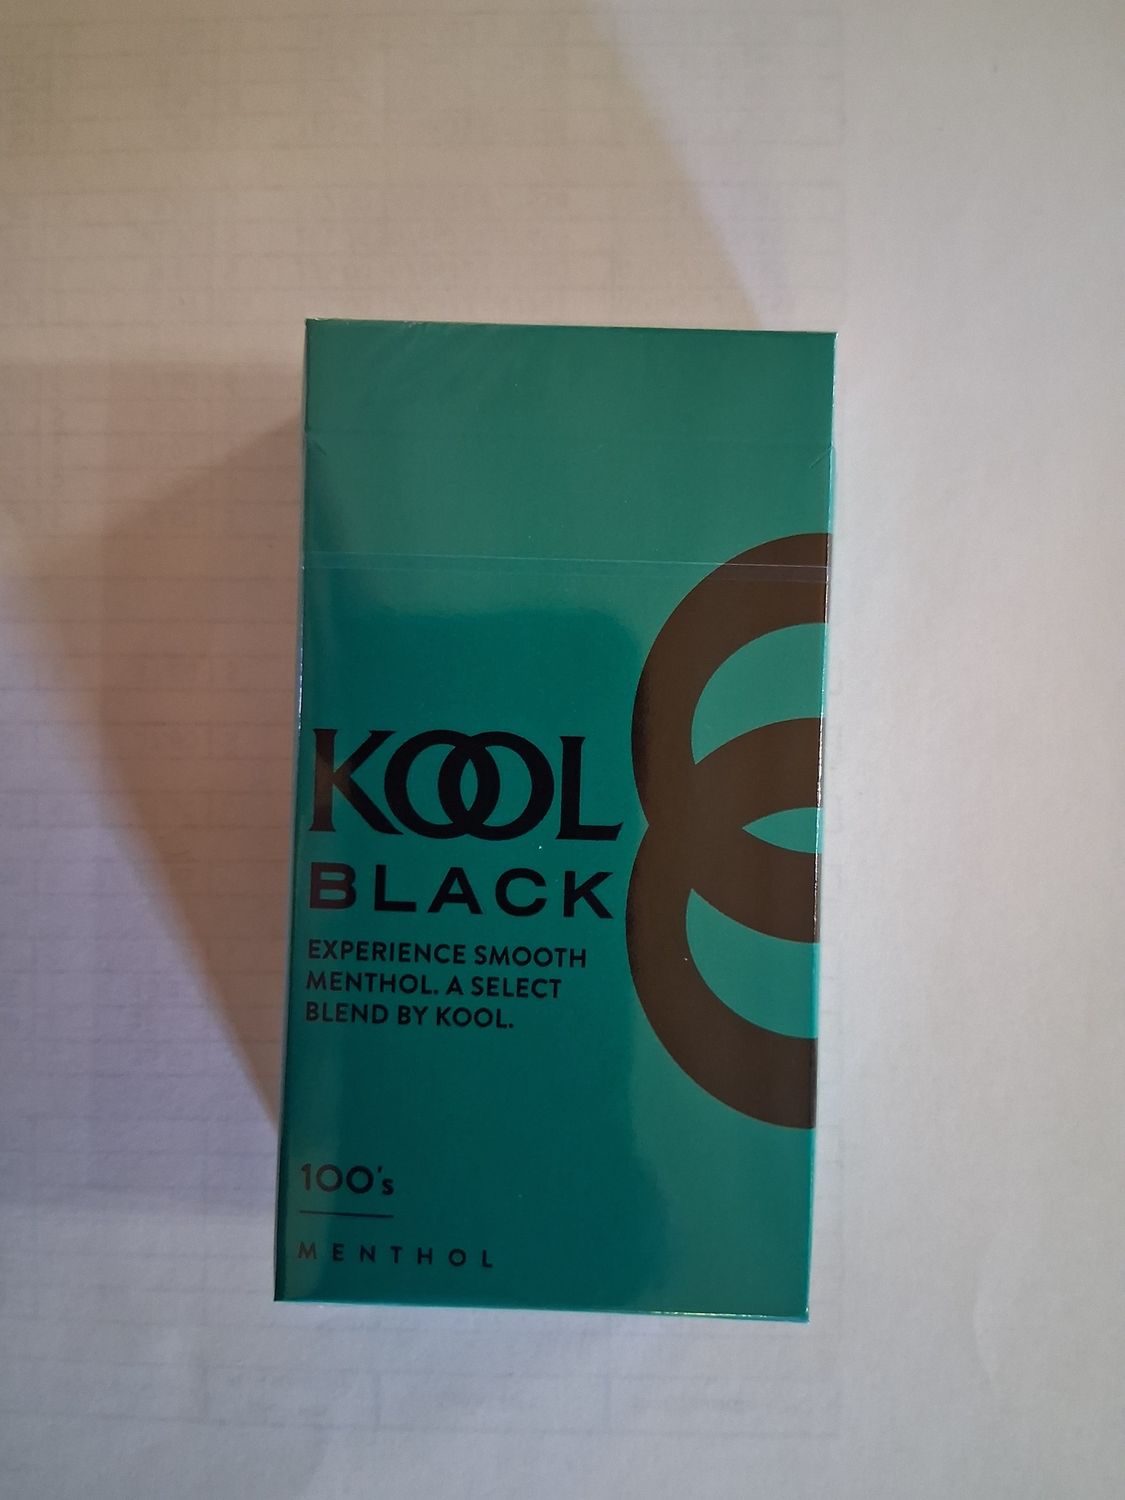 KOOL
BLACK
EXPERIENCE SMOOTH
MENTHOL. A SELECT
BLEND BY KOOL.
100's
MENTHOL